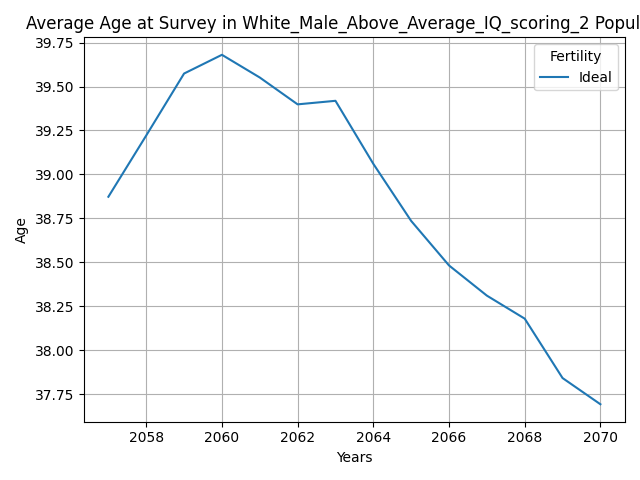 Average Age at Survey in White_Male_Above_Average_IQ_scoring_2 Popul
39.75
39.50
39.25
39.00
38.75
38.50
38.25
38.00
37.75
Age
Fertility
Ideal
2058 2060 2062 2064 2066 2068 2070
Years